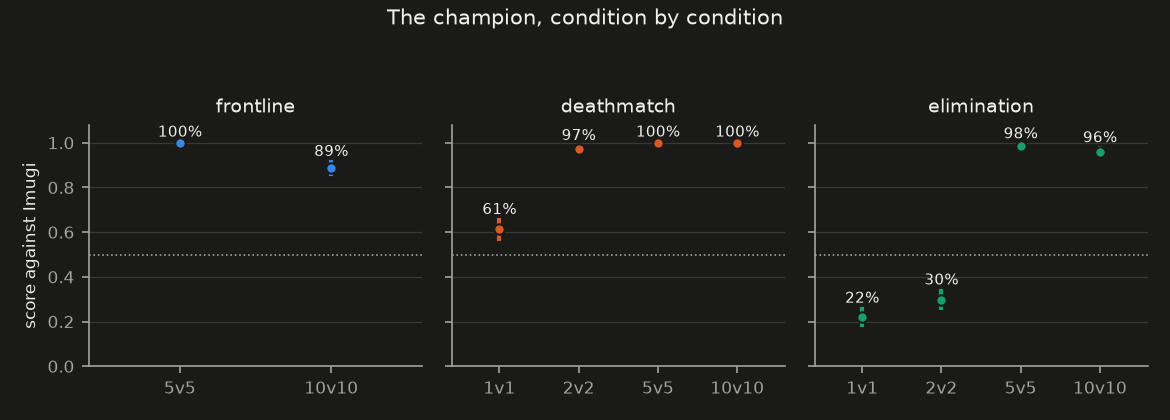 The champion, condition by condition
frontline
deathmatch
elimination
score against Imugi
1.0
0.8
0.6
0.4
0.2
0.0
100%
89%
5v5
10v10
61%
97%
100%
100%
1v1
2v2
5v5
10v10
22%
30%
98%
96%
1v1
2v2
5v5
10v10